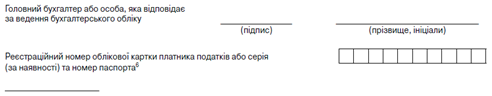 Головний бухгалтер або особа, яка відповідає
за ведення бухгалтерського обліку
(підпис) (прізвище, ініціали)
Реєстраційний номер облікової картки платника податків або серія
(за наявності) та номер паспорта⁶